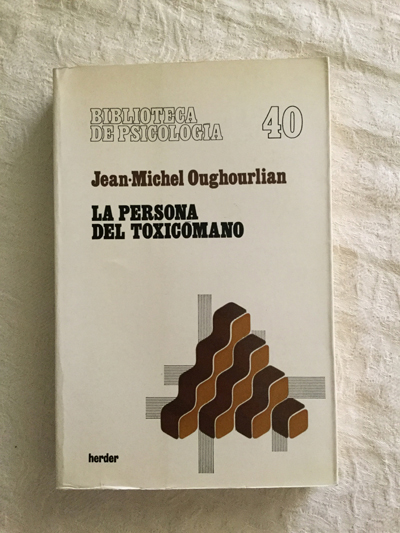 BIBLIOTECA
DE PSICOLOGIA 40
Jean-Michel Oughourlian
LA PERSONA
DEL TOXICOMANO
herder